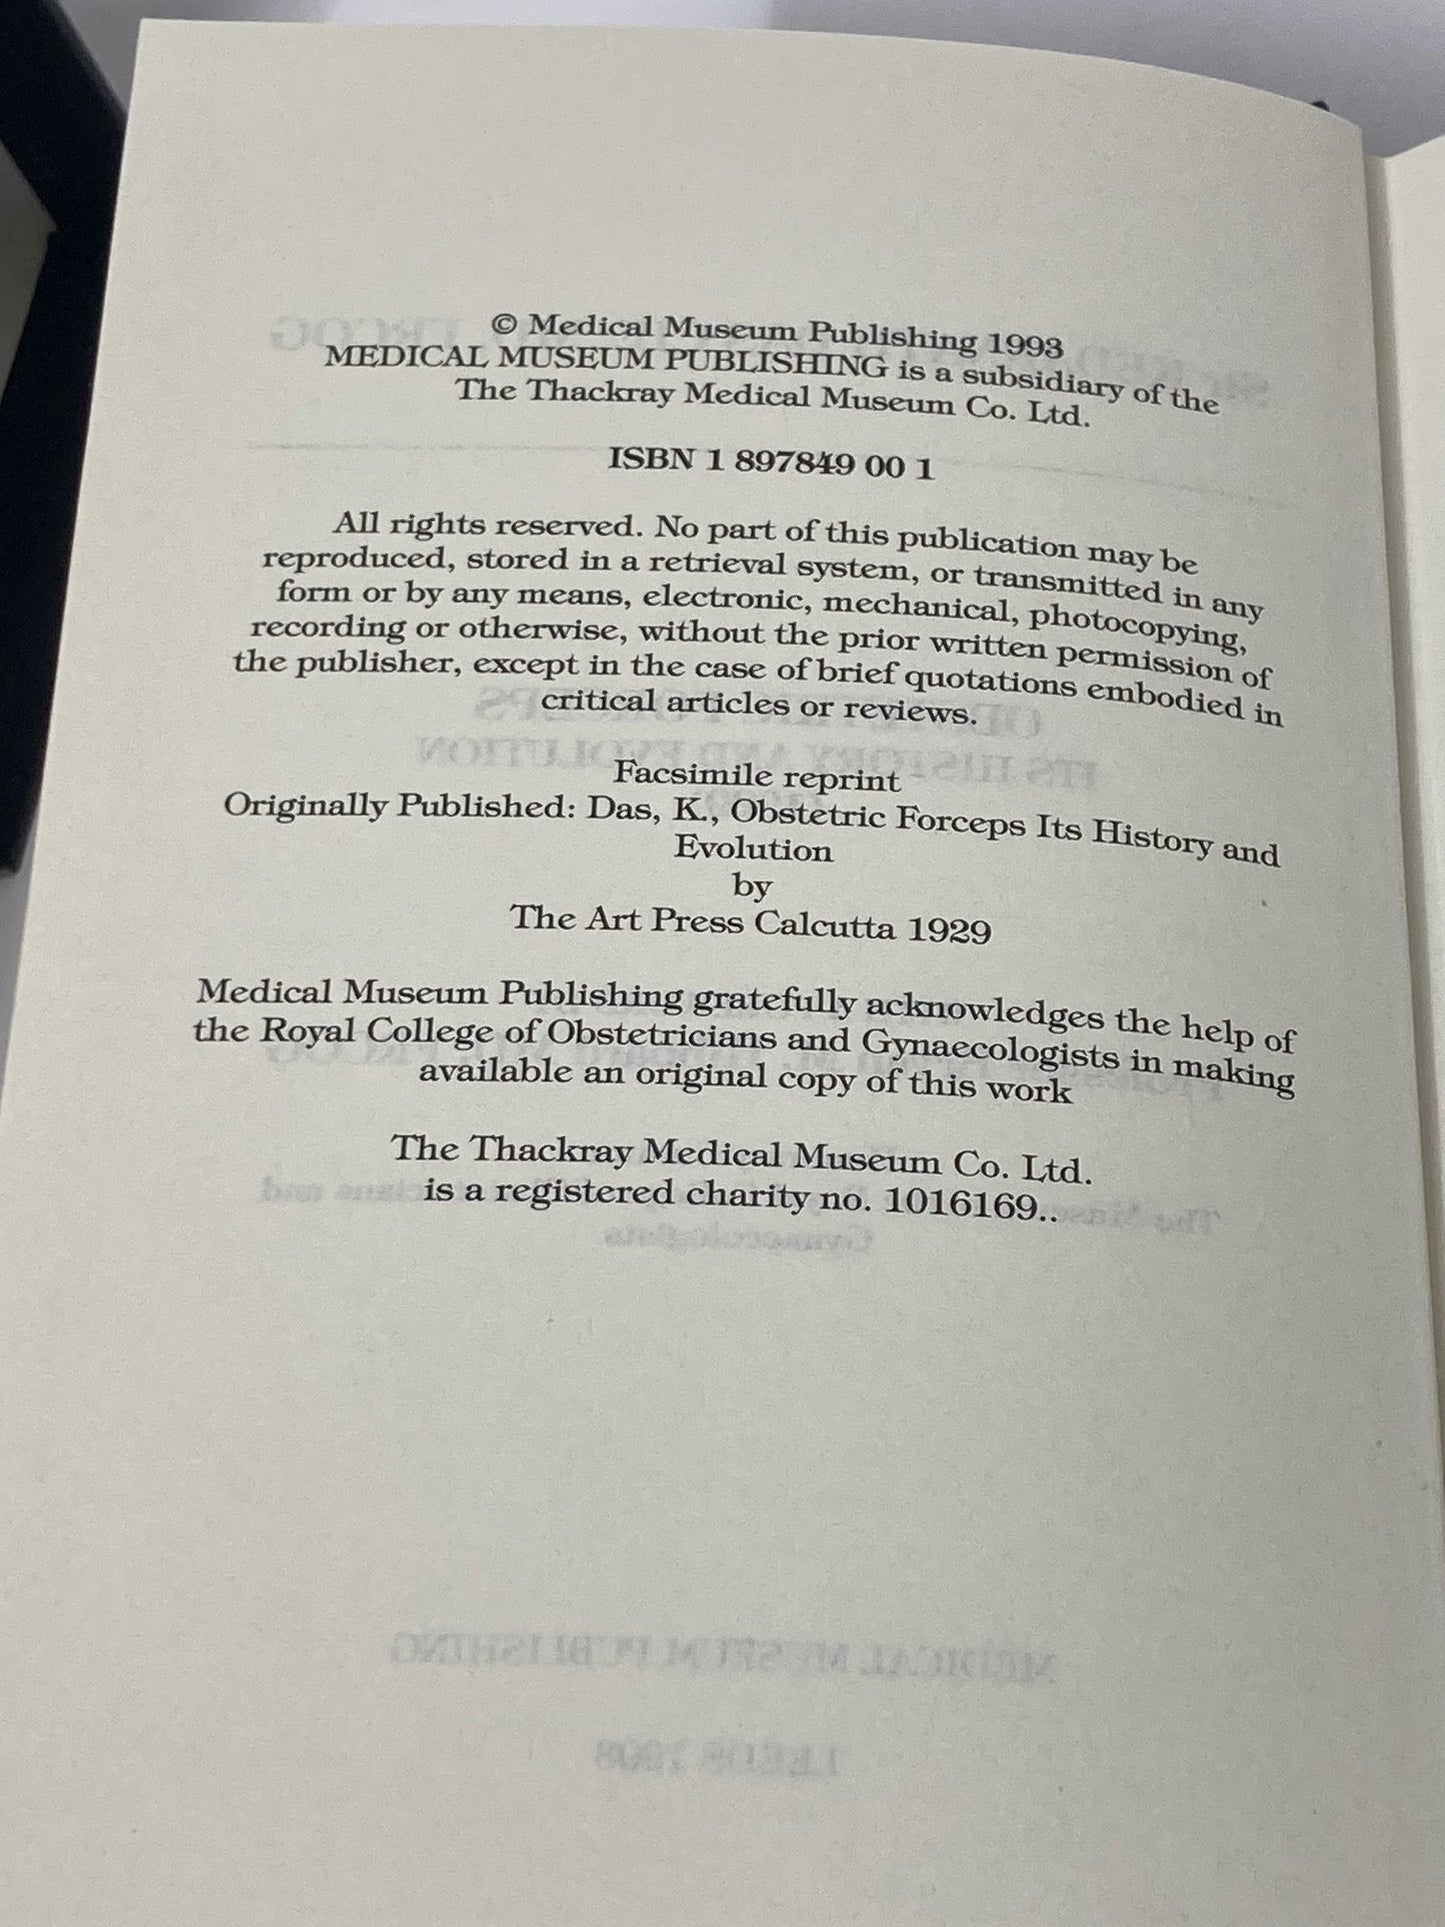 © Medical Museum Publishing 1993
MEDICAL MUSEUM PUBLISHING is a subsidiary of the
The Thackray Medical Museum Co. Ltd.
ISBN 1 897849 00 1
All rights reserved. No part of this publication may be
reproduced, stored in a retrieval system, or transmitted in any
form or by any means, electronic, mechanical, photocopying,
recording or otherwise, without the prior written permission of
the publisher, except in the case of brief quotations embodied in
critical articles or reviews.
Facsimile reprint
Originally Published: Das, K., Obstetric Forceps Its History and
Evolution
by
The Art Press Calcutta 1929
Medical Museum Publishing gratefully acknowledges the help of
the Royal College of Obstetricians and Gynaecologists in making
available an original copy of this work
The Thackray Medical Museum Co. Ltd.
is a registered charity no. 1016169..
MEDICAL MUSEUM PUBLISHING
LEEDS 1993